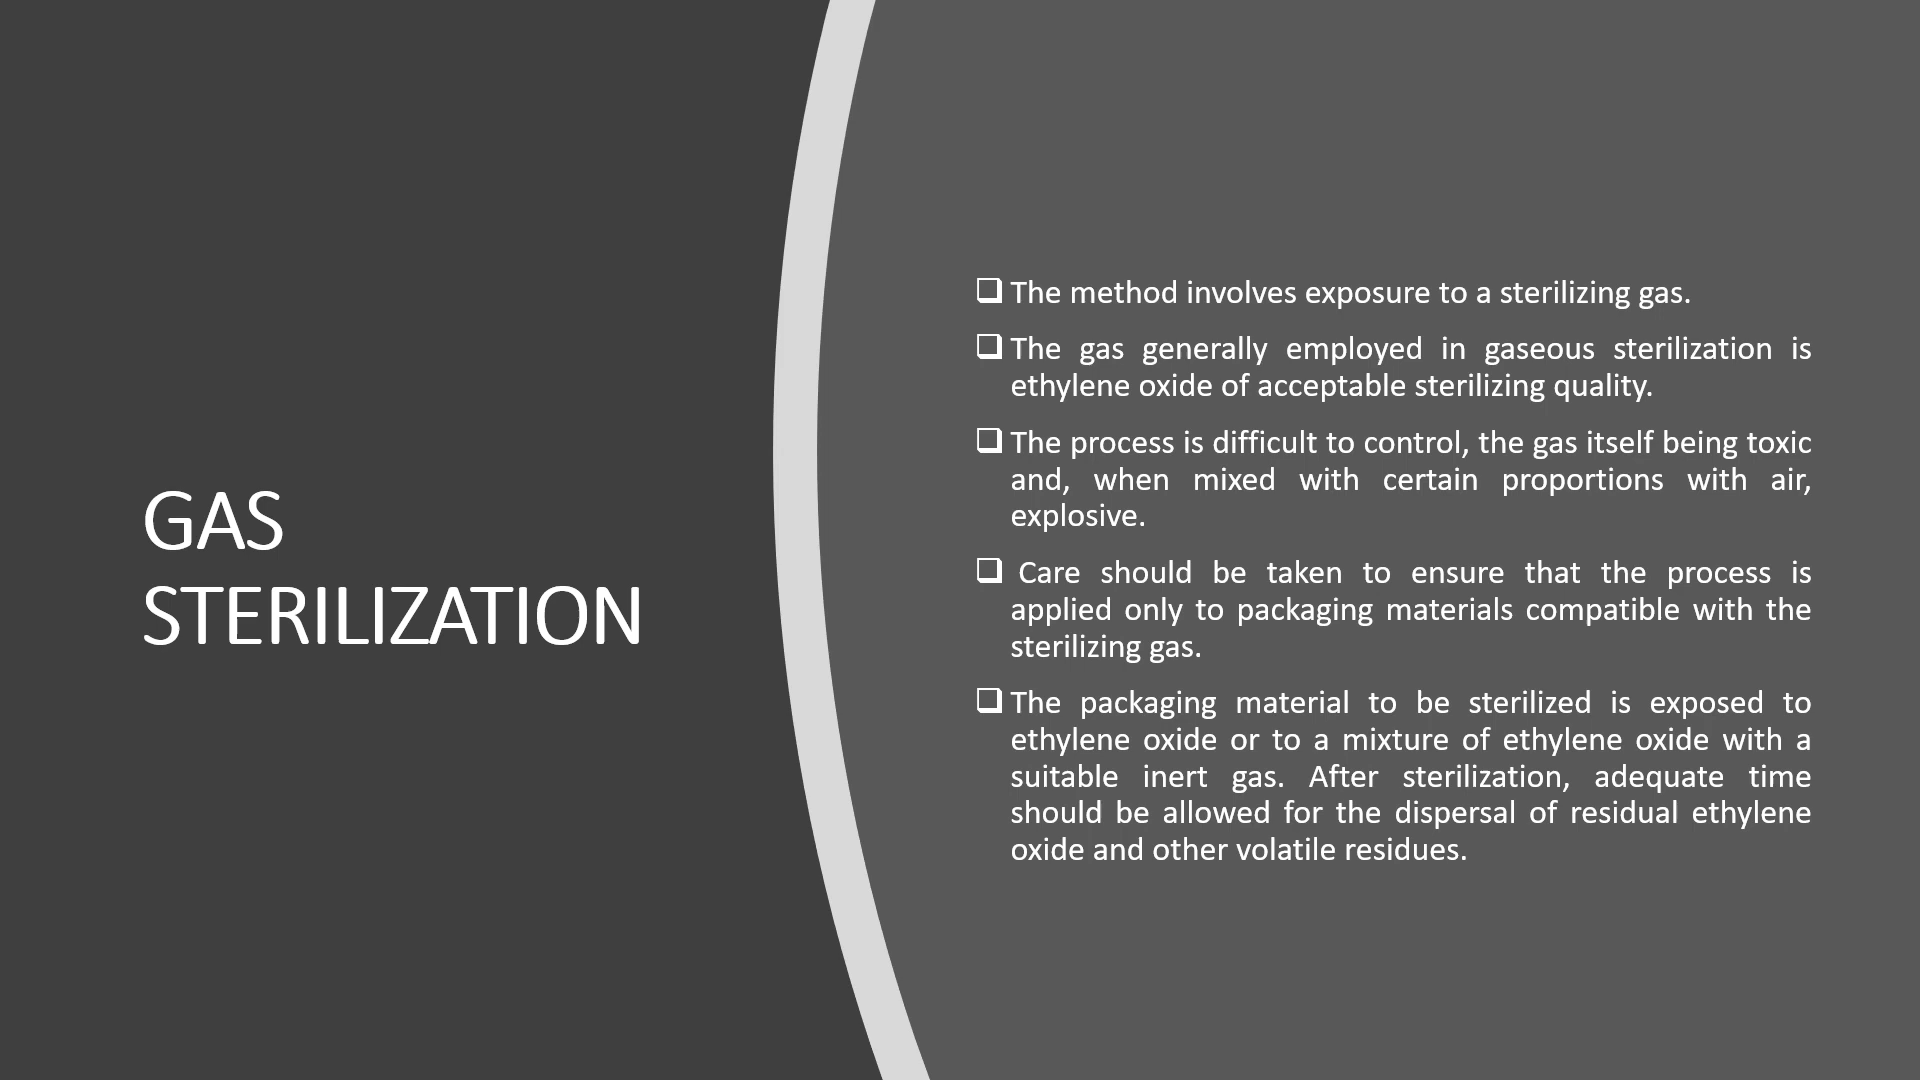 GAS
STERILIZATION
❑ The method involves exposure to a sterilizing gas.
❑ The gas generally employed in gaseous sterilization is
ethylene oxide of acceptable sterilizing quality.
❑ The process is difficult to control, the gas itself being toxic
and, when mixed with certain proportions with air,
explosive.
❑ Care should be taken to ensure that the process is
applied only to packaging materials compatible with the
sterilizing gas.
❑ The packaging material to be sterilized is exposed to
ethylene oxide or to a mixture of ethylene oxide with a
suitable inert gas. After sterilization, adequate time
should be allowed for the dispersal of residual ethylene
oxide and other volatile residues.